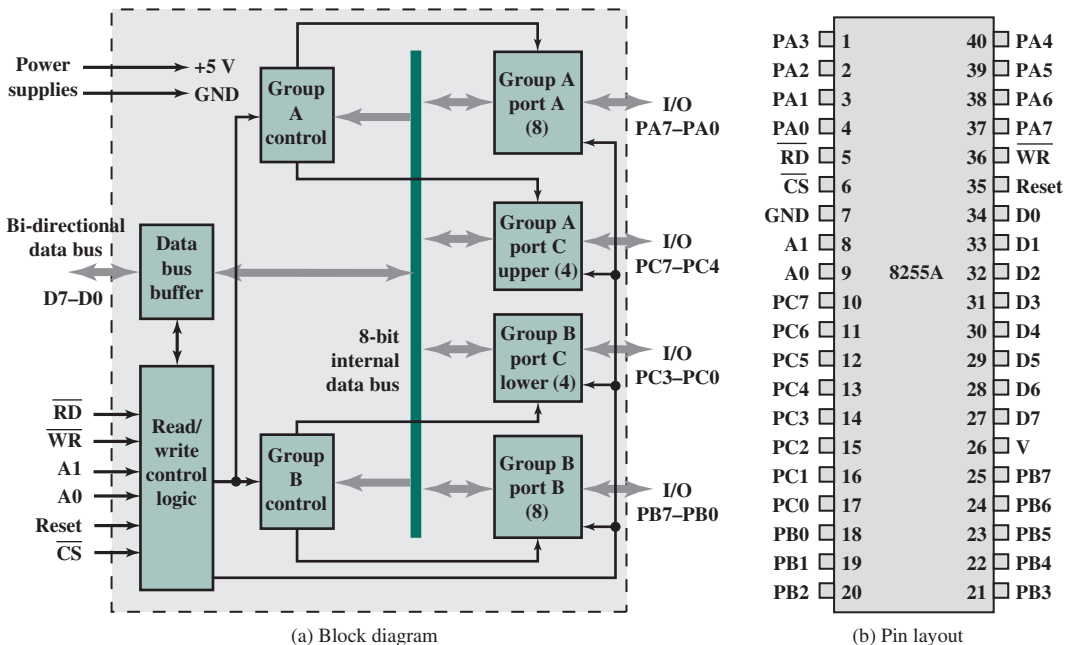 Power supplies
+5 V
GND
Group A control
Group A port A (8)
I/O
PA7–PA0
Bi-directional data bus
D7–D0
Data bus buffer
Group A port C upper (4)
I/O
PC7–PC4
8-bit internal data bus
Group B port C lower (4)
I/O
PC3–PC0
R̅D̅
W̅R̅
A1
A0
Reset
C̅S̅
Read/ write control logic
Group B control
Group B port B (8)
I/O
PB7–PB0
(a) Block diagram
PA3 1 40 PA4
PA2 2 39 PA5
PA1 3 38 PA6
PA0 4 37 PA7
R̅D̅ 5 36 W̅R̅
C̅S̅ 6 35 Reset
GND 7 34 D0
A1 8 33 D1
A0 9 8255A 32 D2
PC7 10 31 D3
PC6 11 30 D4
PC5 12 29 D5
PC4 13 28 D6
PC3 14 27 D7
PC2 15 26 V
PC1 16 25 PB7
PC0 17 24 PB6
PB0 18 23 PB5
PB1 19 22 PB4
PB2 20 21 PB3
(b) Pin layout